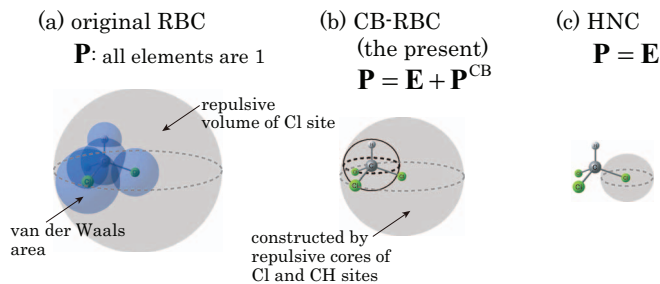 (a) original RBC
P: all elements are 1
repulsive
volume of Cl site
van der Waals
area
(b) CB-RBC
(the present)
P = E + P^CB
constructed by
repulsive cores of
Cl and CH sites
(c) HNC
P = E